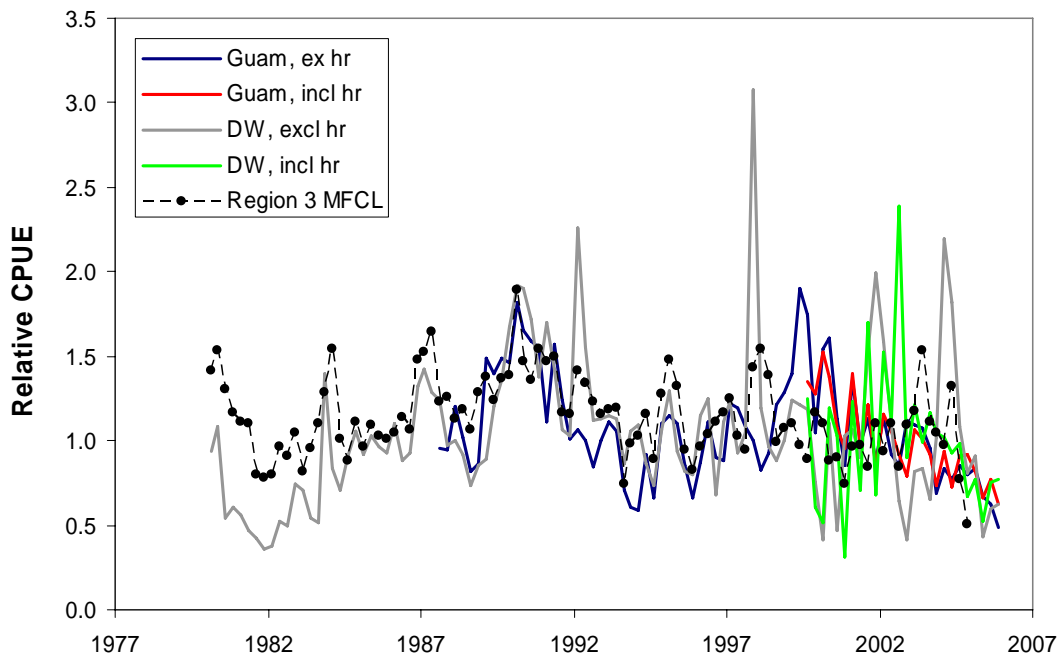 3.5
3.0
2.5
2.0
1.5
1.0
0.5
0.0
Relative CPUE
Guam, ex hr
Guam, incl hr
DW, excl hr
DW, incl hr
Region 3 MFCL
1977 1982 1987 1992 1997 2002 2007